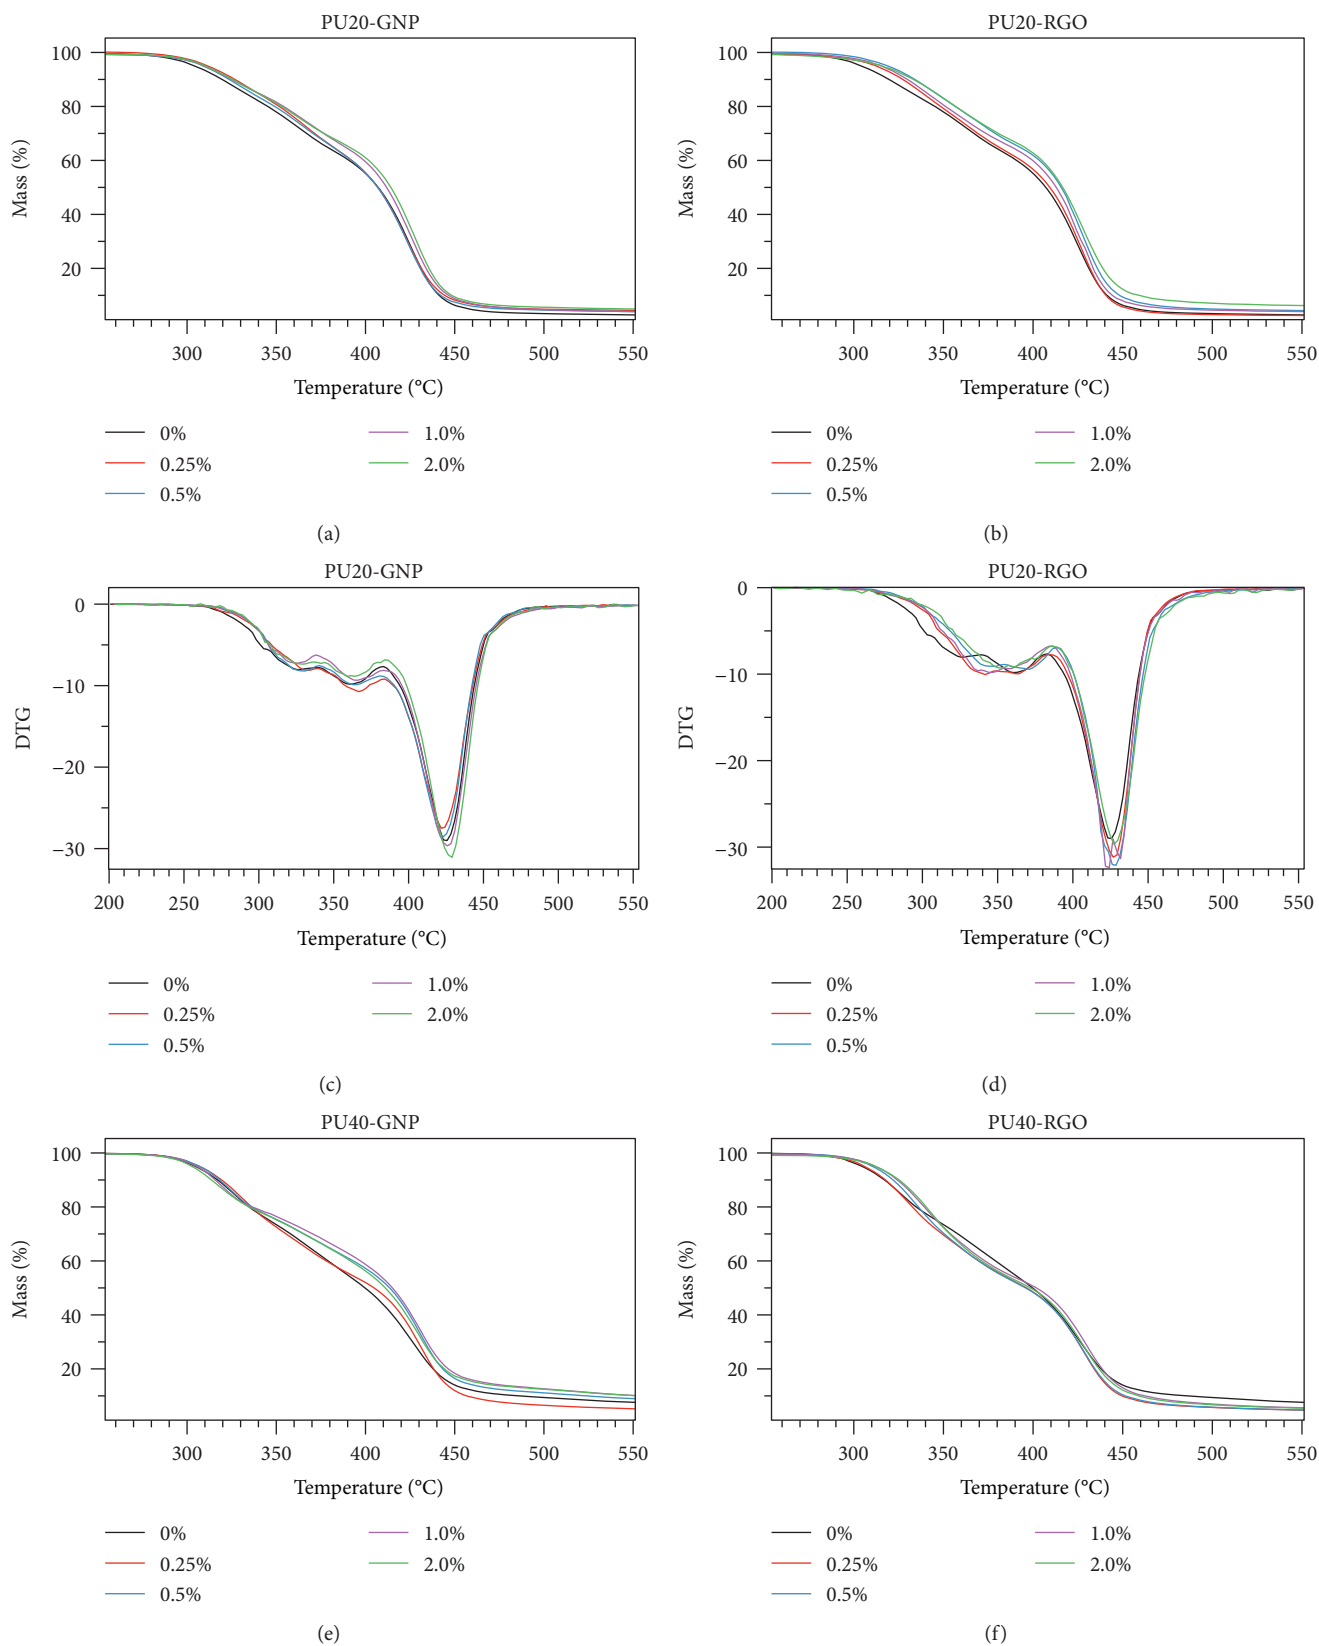 PU20-GNP
100
80
60
40
20
Mass (%)
300 350 400 450 500 550
Temperature (°C)
0% 1.0%
0.25% 2.0%
0.5%
(a)
PU20-RGO
100
80
60
40
20
Mass (%)
300 350 400 450 500 550
Temperature (°C)
0% 1.0%
0.25% 2.0%
0.5%
(b)
PU20-GNP
0
−10
−20
−30
DTG
200 250 300 350 400 450 500 550
Temperature (°C)
0% 1.0%
0.25% 2.0%
0.5%
(c)
PU20-RGO
0
−10
−20
−30
DTG
200 250 300 350 400 450 500 550
Temperature (°C)
0% 1.0%
0.25% 2.0%
0.5%
(d)
PU40-GNP
100
80
60
40
20
Mass (%)
300 350 400 450 500 550
Temperature (°C)
0% 1.0%
0.25% 2.0%
0.5%
(e)
PU40-RGO
100
80
60
40
20
Mass (%)
300 350 400 450 500 550
Temperature (°C)
0% 1.0%
0.25% 2.0%
0.5%
(f)